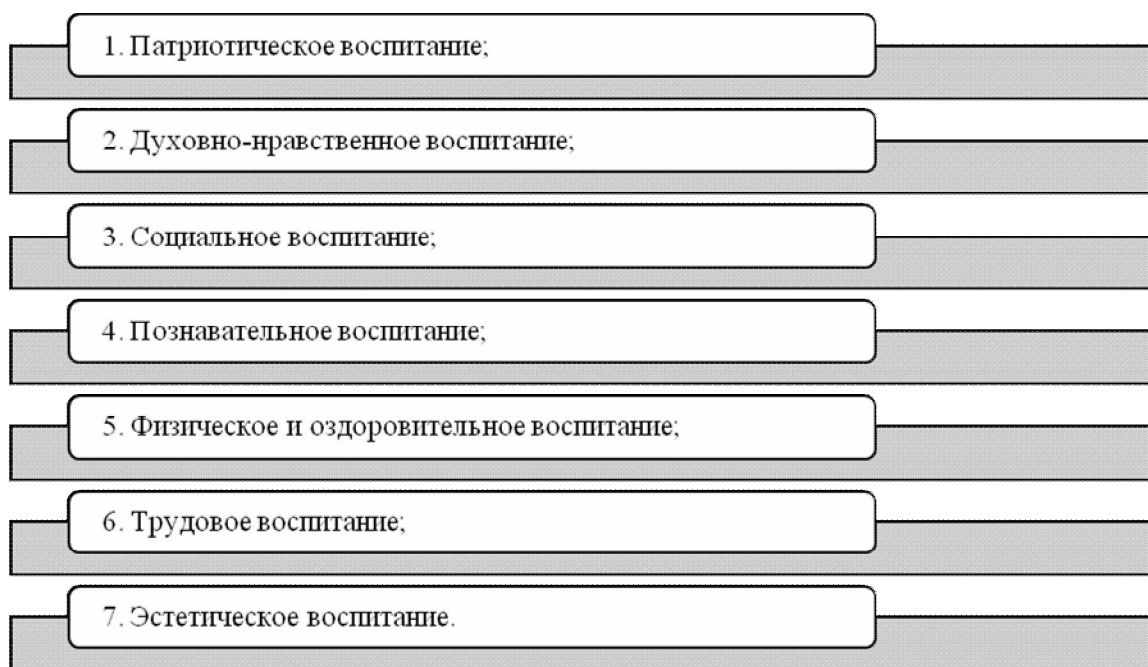 1. Патриотическое воспитание;
2. Духовно-нравственное воспитание;
3. Социальное воспитание;
4. Познавательное воспитание;
5. Физическое и оздоровительное воспитание;
6. Трудовое воспитание;
7. Эстетическое воспитание.